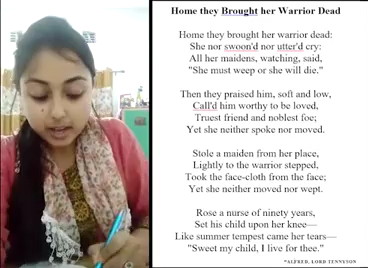 Home they Brought her Warrior Dead
Home they brought her warrior dead:
She nor swoon'd nor utter'd cry:
All her maidens, watching, said,
"She must weep or she will die."
Then they praised him, soft and low,
Call'd him worthy to be loved,
Truest friend and noblest foe;
Yet she neither spoke nor moved.
Stole a maiden from her place,
Lightly to the warrior stepped,
Took the face-cloth from the face;
Yet she neither moved nor wept.
Rose a nurse of ninety years,
Set his child upon her knee—
Like summer tempest came her tears—
"Sweet my child, I live for thee."
*ALFRED, LORD TENNYSON